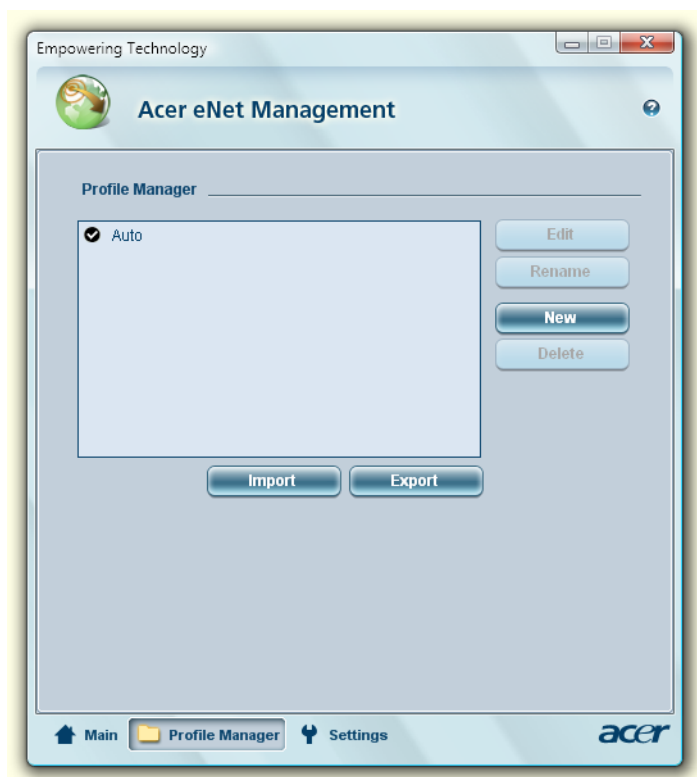 Empowering Technology
Acer eNet Management
Profile Manager
Auto
Edit
Rename
New
Delete
Import Export
Main Profile Manager Settings acer